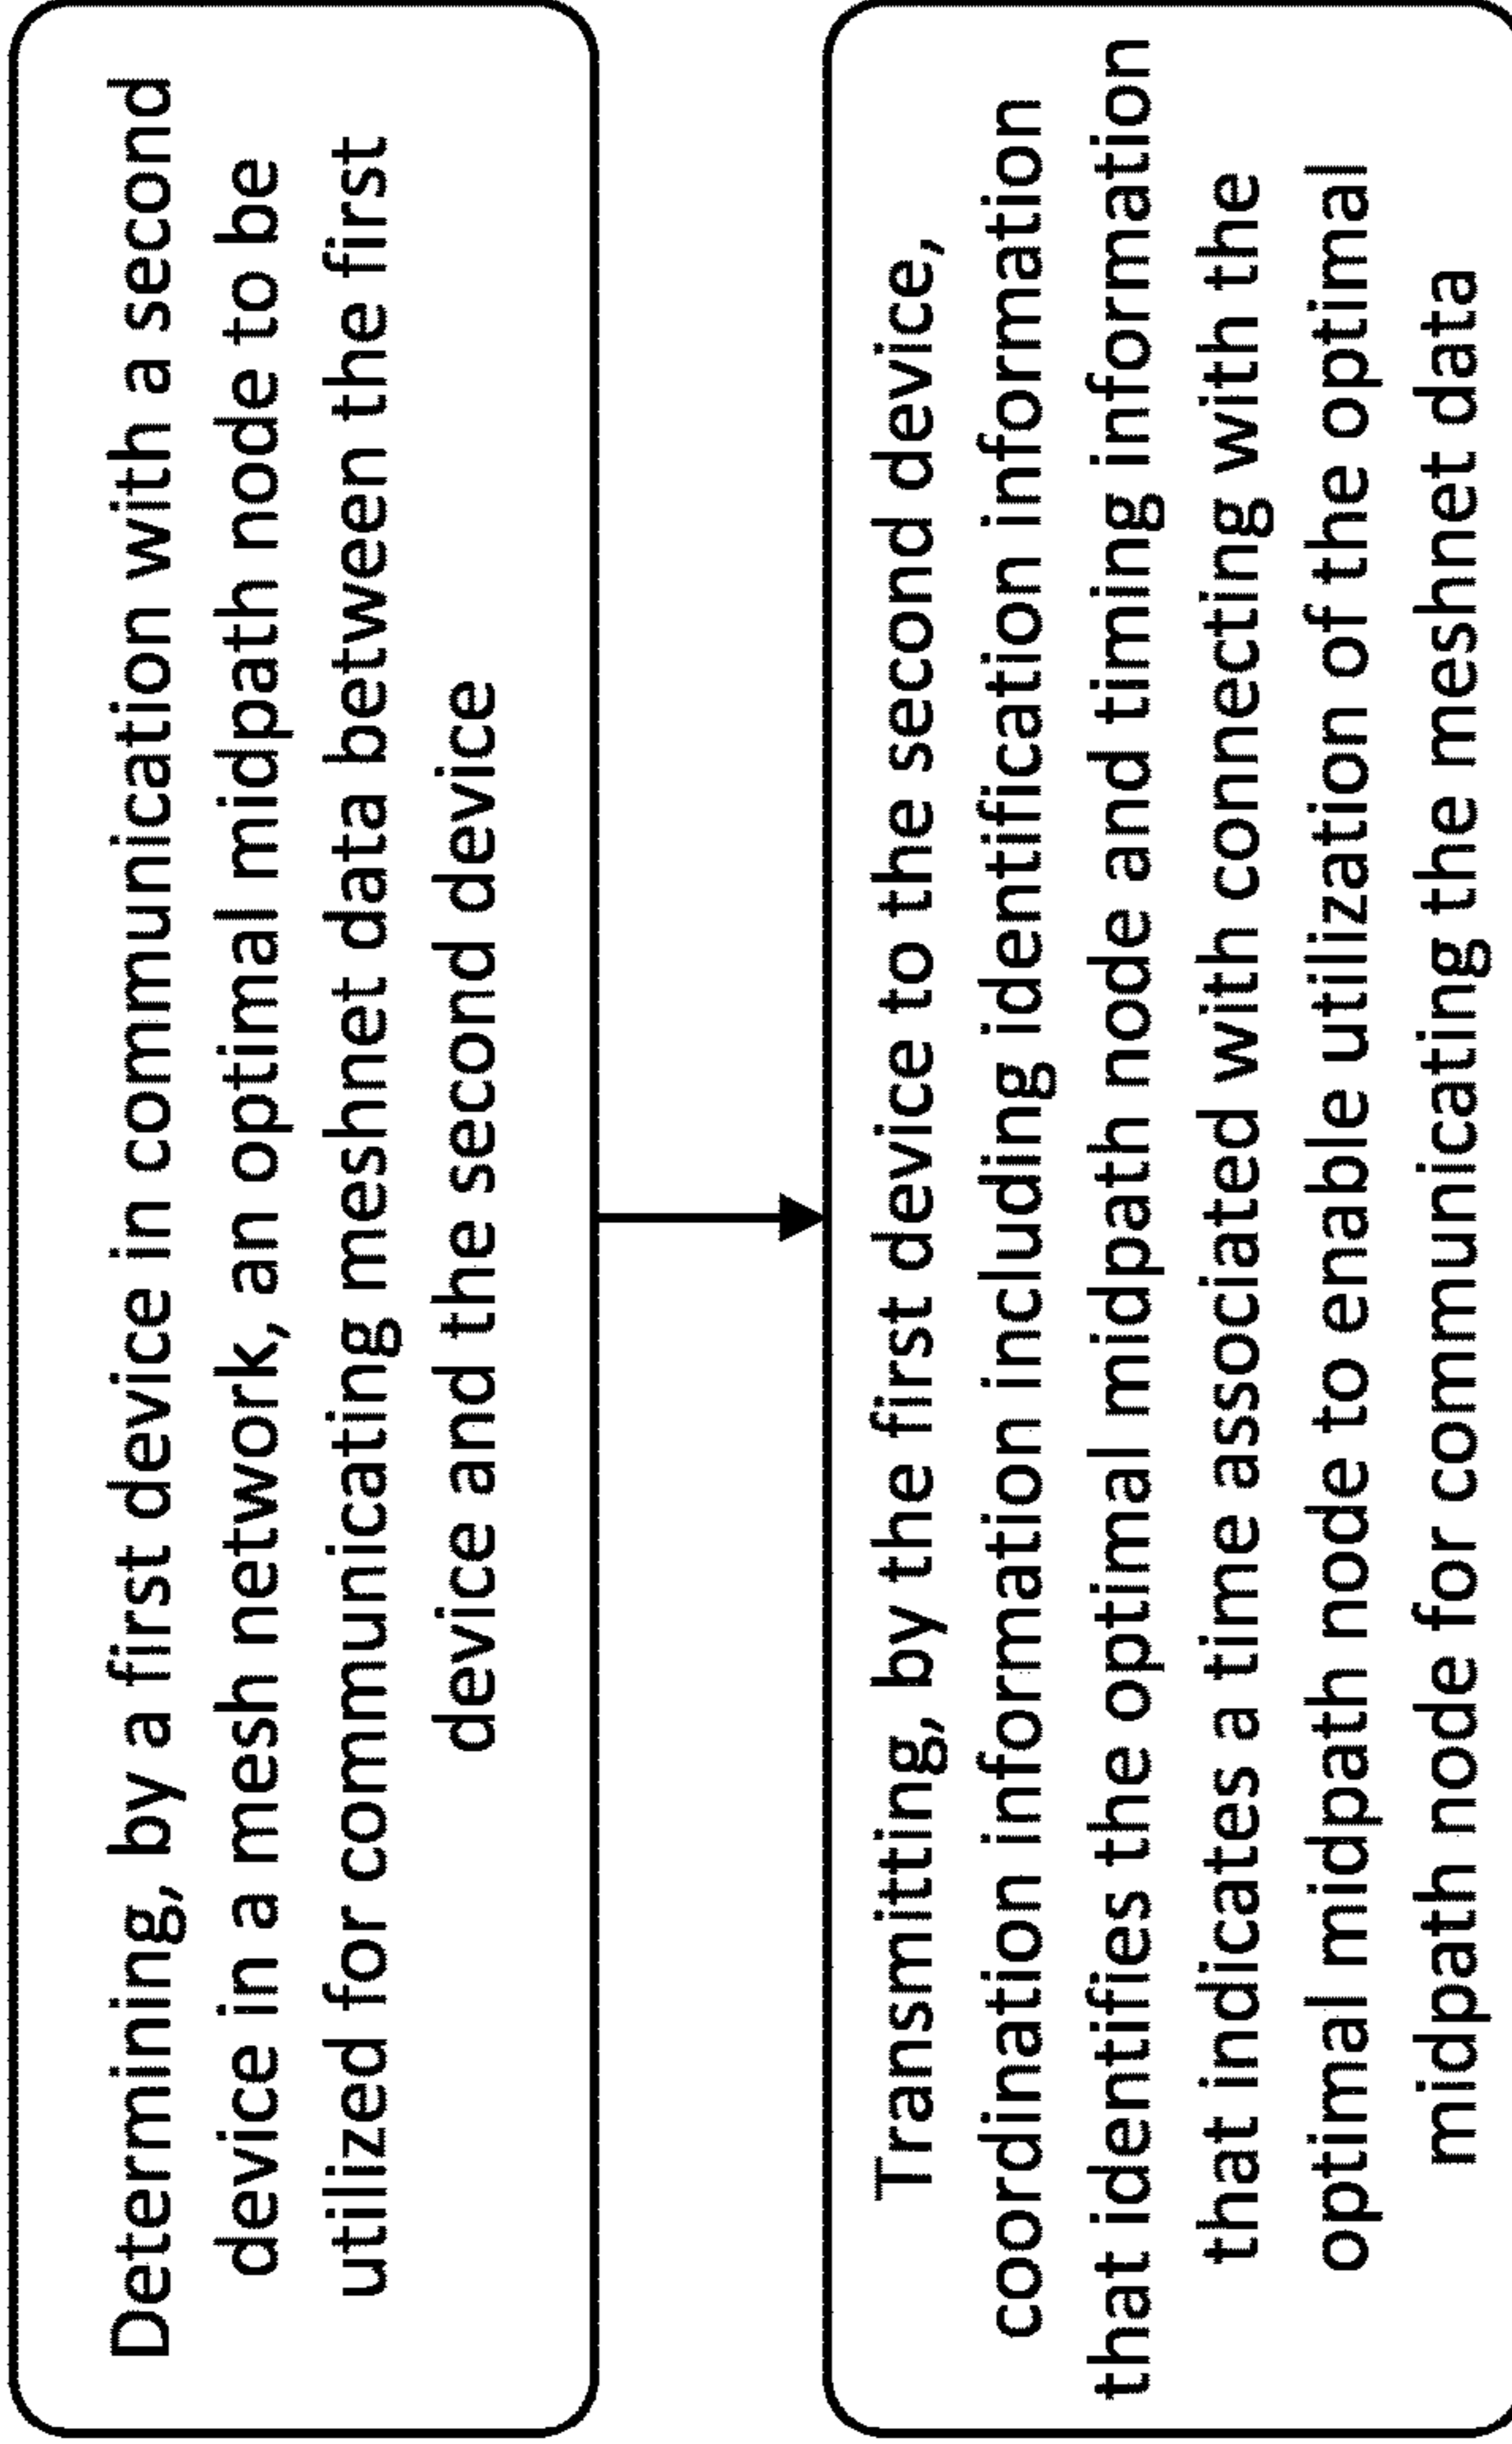 Determining, by a first device in communication with a second
device in a mesh network, an optimal midpath node to be
utilized for communicating meshnet data between the first
device and the second device
Transmitting, by the first device to the second device,
coordination information including identification information
that identifies the optimal midpath node and timing information
that indicates a time associated with connecting with the
optimal midpath node to enable utilization of the optimal
midpath node for communicating the meshnet data